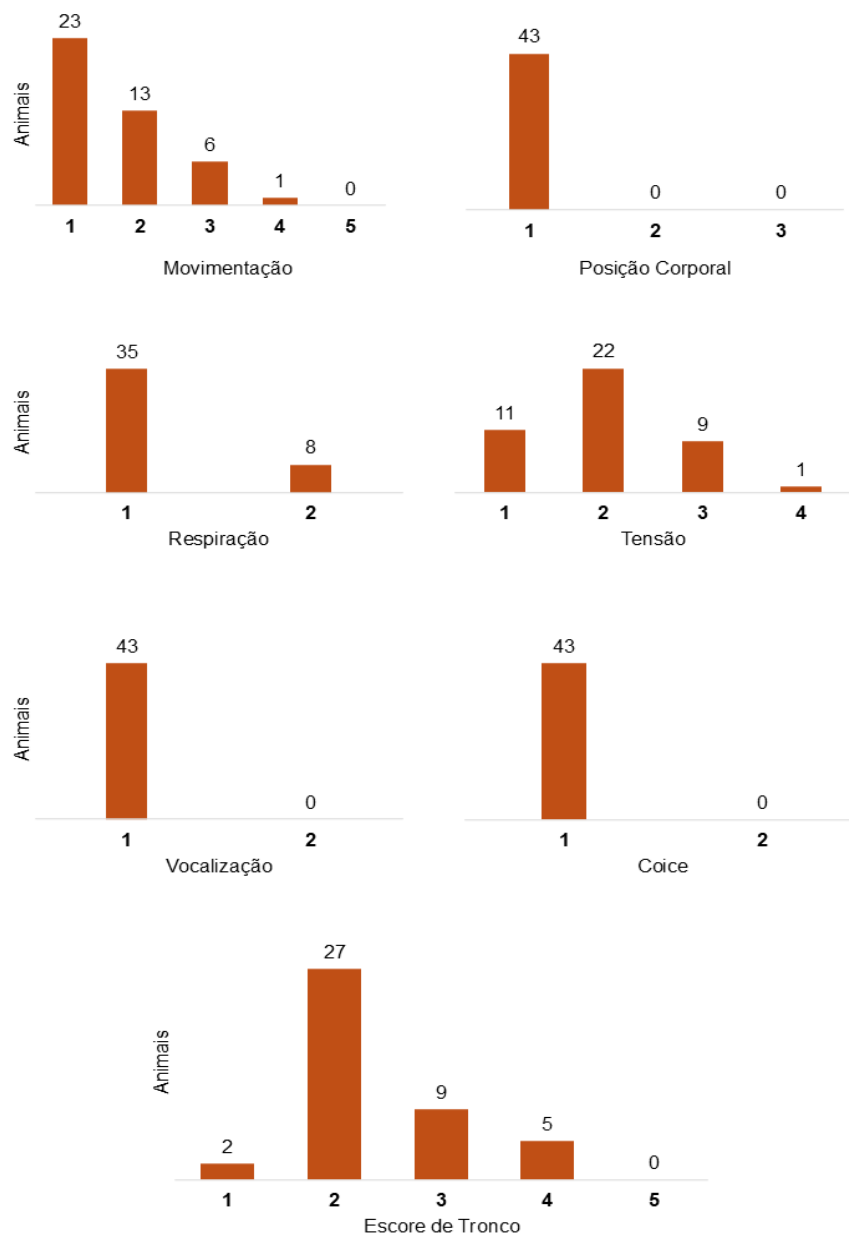 23
13
6
1
0
Animais
1 2 3 4 5
Movimentação
43
0
0
1 2 3
Posição Corporal
35
8
Animais
1 2
Respiração
11
22
9
1
1 2 3 4
Tensão
43
0
Animais
1 2
Vocalização
43
0
1 2
Coice
2
27
9
5
0
Animais
1 2 3 4 5
Escore de Tronco